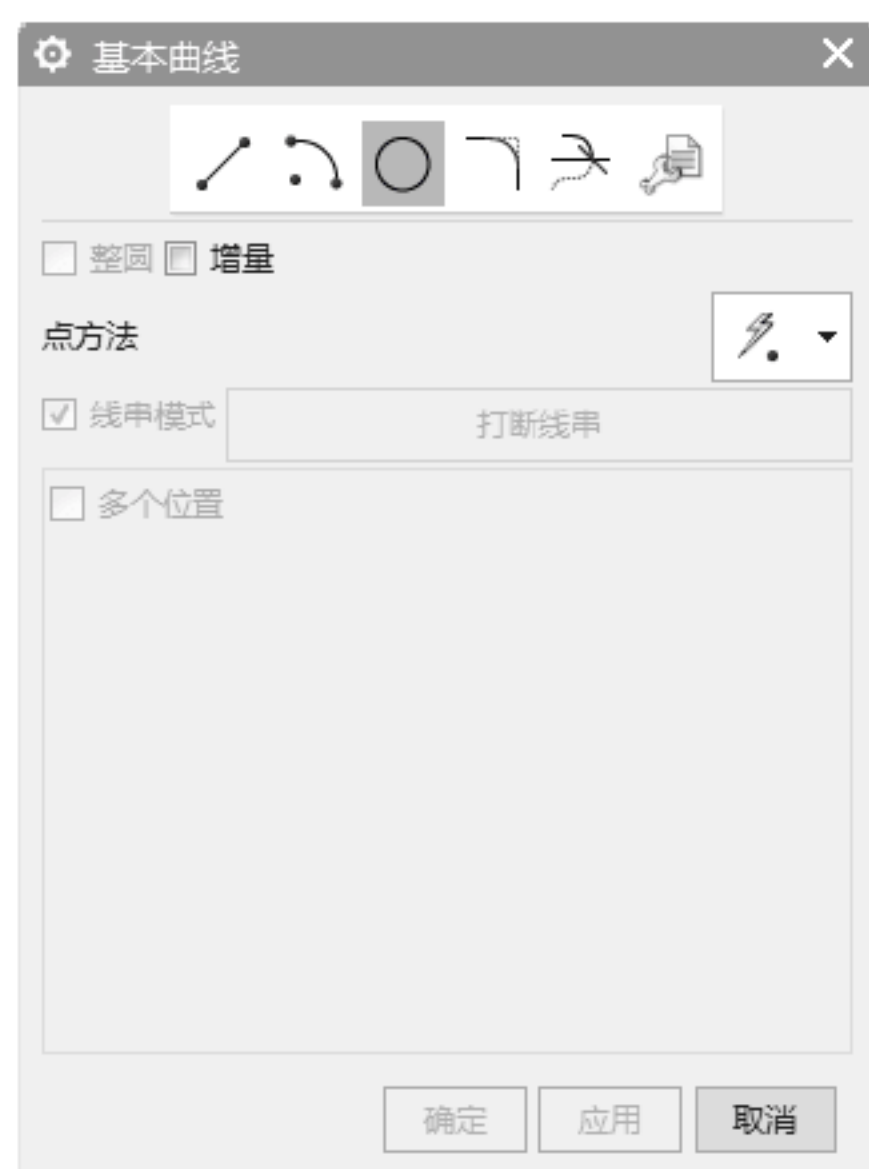 基本曲线
整圆 增量
点方法
线串模式 打断线串
多个位置
确定 应用 取消